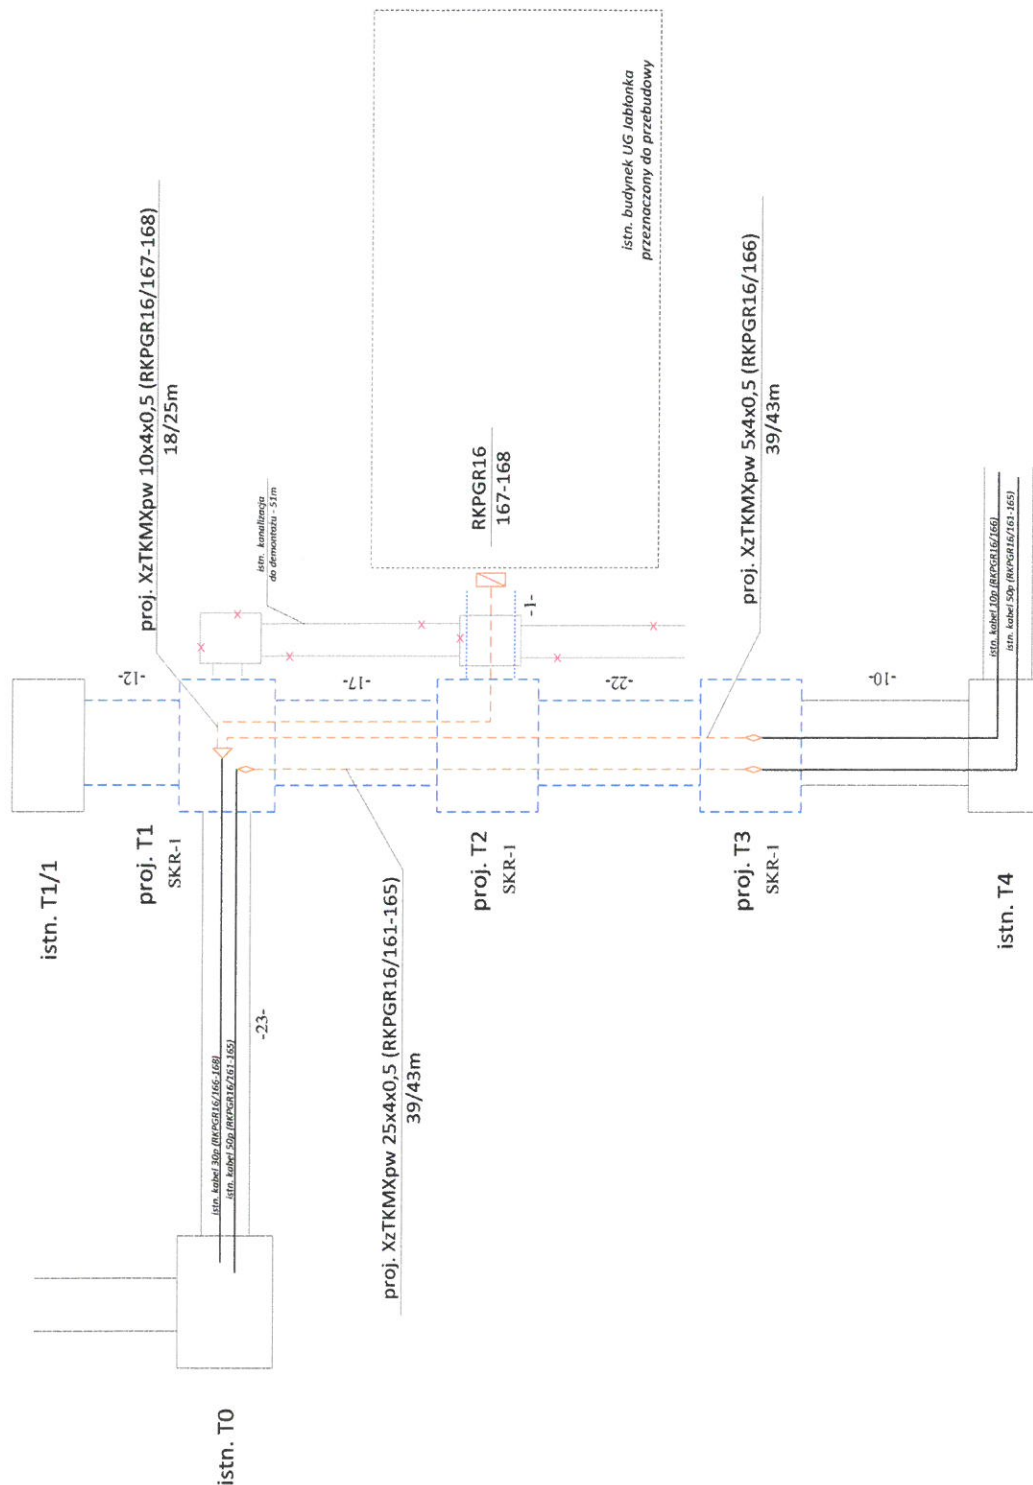 istn. T1/1
-12-
proj. T1
SKR-1
proj. XzTKMXpw 10x4x0,5 (RKPGR16/167-168)
18/25m
istn. kanalizacja
do demontażu - 51m
istn. T0
istn. kabel 30p (RKPGR16/166-168)
istn. kabel 50p (RKPGR16/161-165)
-23-
-17-
proj. XzTKMXpw 25x4x0,5 (RKPGR16/161-165)
39/43m
proj. T2
SKR-1
-1-
RKPGR16
167-168
istn. budynek UG Jabłonka
przeznaczony do przebudowy
-22-
proj. T3
SKR-1
proj. XzTKMXpw 5x4x0,5 (RKPGR16/166)
39/43m
-10-
istn. T4
istn. kabel 10p (RKPGR16/166)
istn. kabel 50p (RKPGR16/161-165)